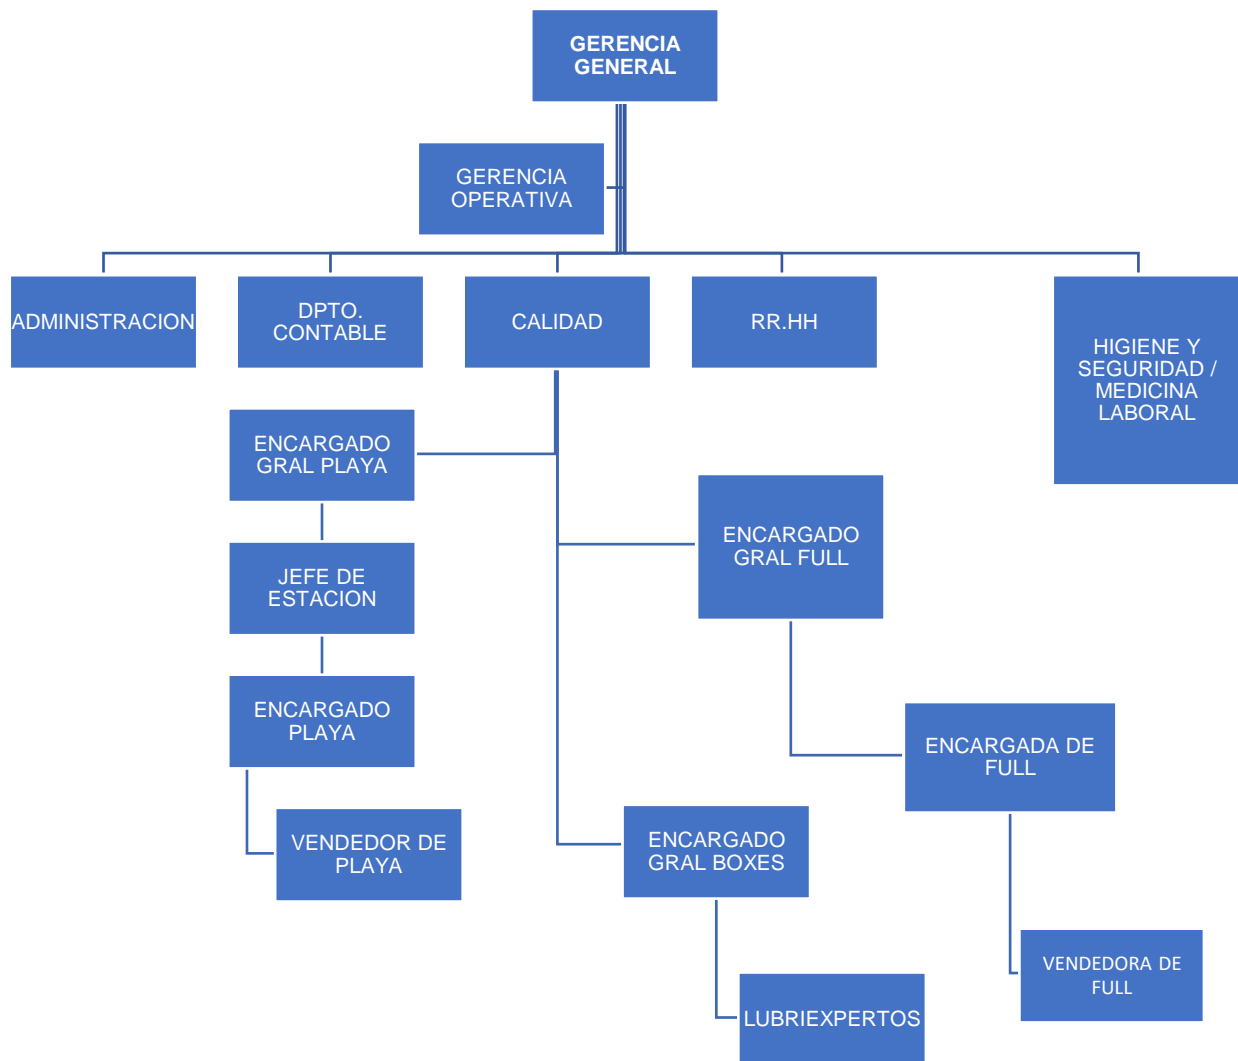 GERENCIA
GENERAL
GERENCIA
OPERATIVA
ADMINISTRACION
DPTO.
CONTABLE
CALIDAD
RR.HH
HIGIENE Y
SEGURIDAD /
MEDICINA
LABORAL
ENCARGADO
GRAL PLAYA
JEFE DE
ESTACION
ENCARGADO
PLAYA
VENDEDOR DE
PLAYA
ENCARGADO
GRAL FULL
ENCARGADA DE
FULL
VENDEDORA DE
FULL
ENCARGADO
GRAL BOXES
LUBRIEXPERTOS